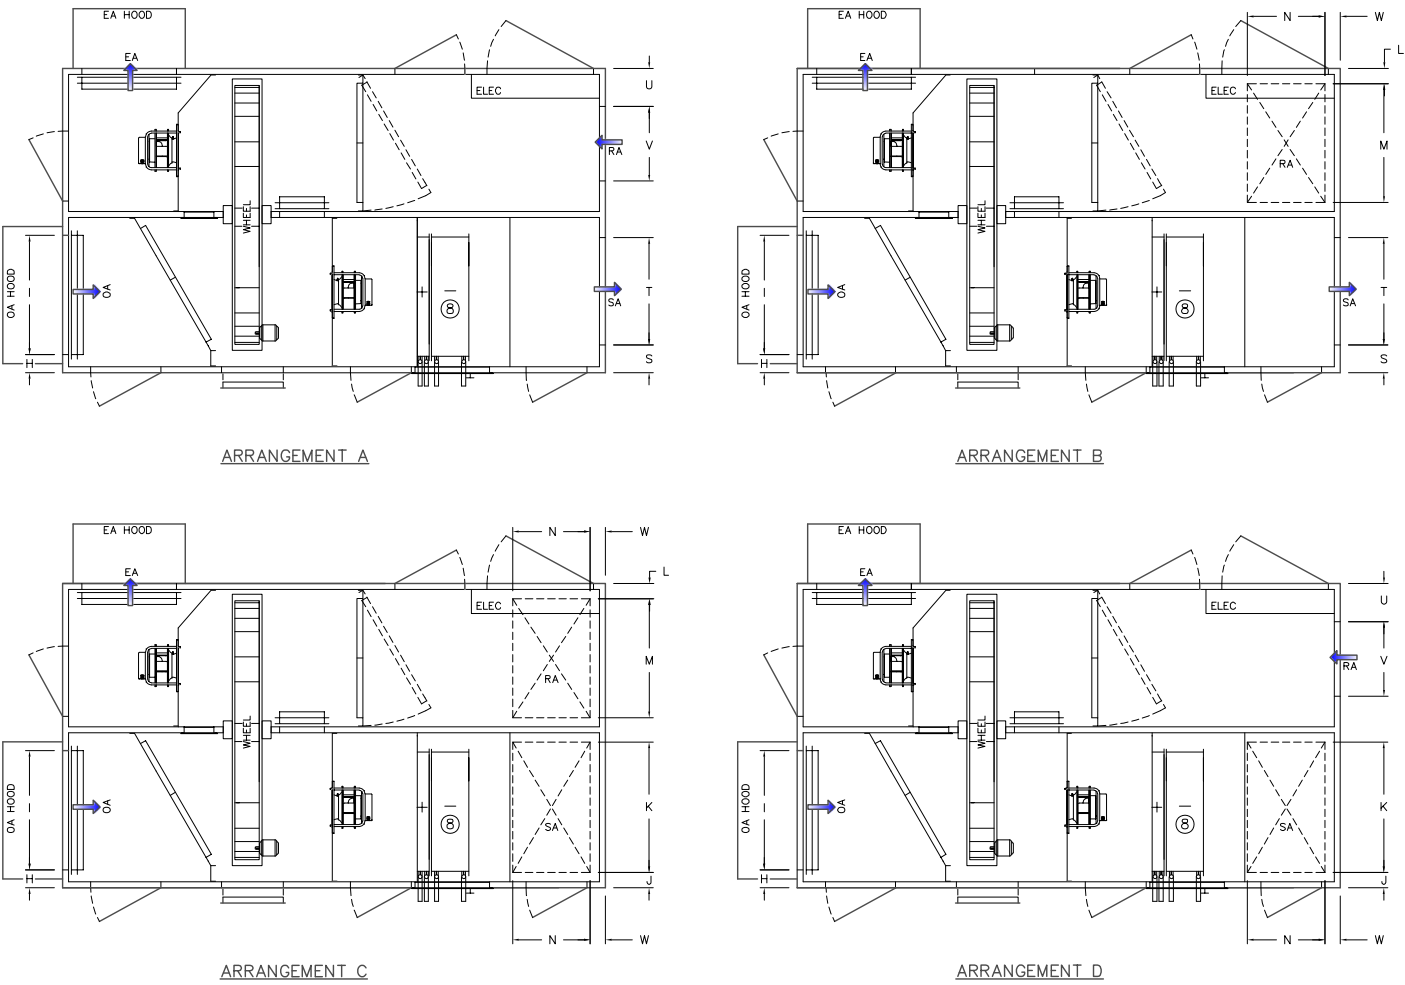 EA HOOD
EA
U
ELEC
V
RA
WHEEL
OA HOOD
OA
T
8
SA
H
S
ARRANGEMENT A
EA HOOD
N
W
L
EA
ELEC
M
RA
WHEEL
OA HOOD
OA
T
8
SA
H
S
ARRANGEMENT B
EA HOOD
N
W
L
EA
ELEC
M
RA
WHEEL
OA HOOD
OA
K
8
SA
H
J
N
W
ARRANGEMENT C
EA HOOD
EA
U
ELEC
V
RA
WHEEL
OA HOOD
OA
K
8
SA
H
J
N
W
ARRANGEMENT D